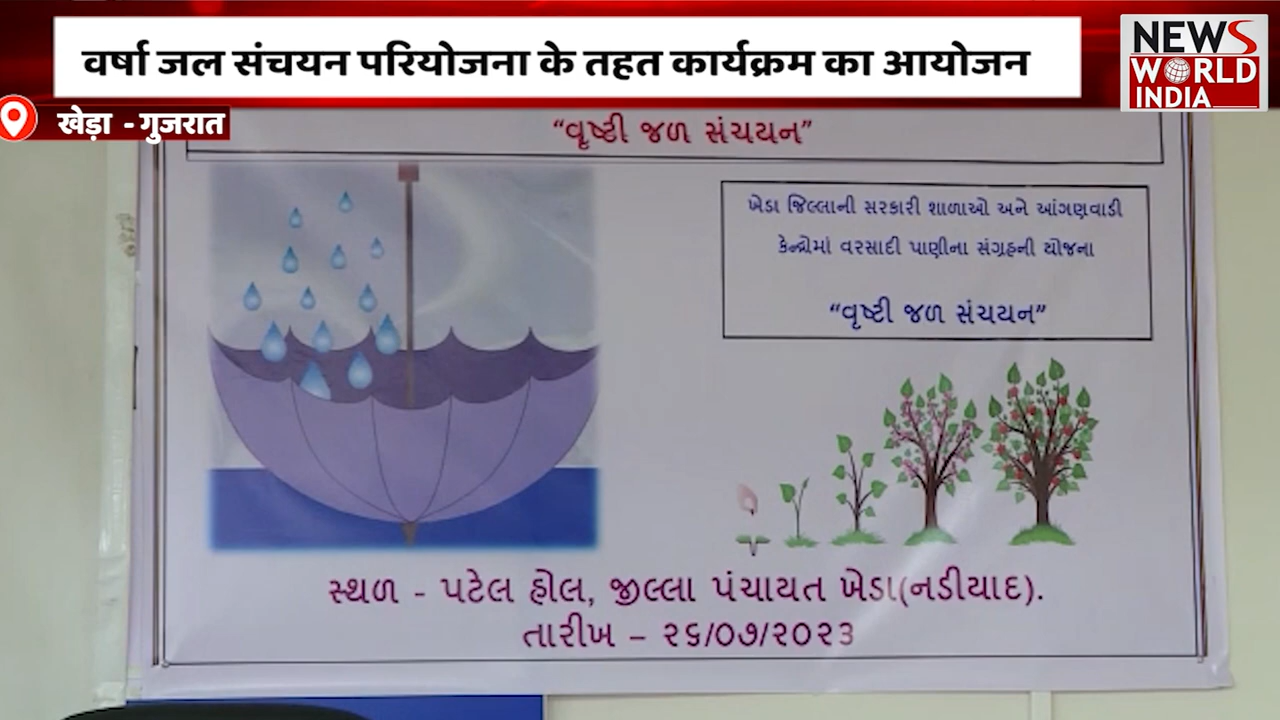 वर्षा जल संचयन परियोजना के तहत कार्यक्रम का आयोजन
NEWS
WORLD
INDIA
खेड़ा - गुजरात
“વૃષ્ટી જળ સંચયન”
ખેડા જિલ્લાની સરકારી શાળાઓ અને આંગણવાડી
કેન્દ્રોમાં વરસાદી પાણીના સંગ્રહની યોજના
“વૃષ્ટી જળ સંચયન”
સ્થળ - પટેલ હોલ, જીલ્લા પંચાયત ખેડા(નડીયાદ).
તારીખ – ૨૬/૦૭/૨૦૨૩